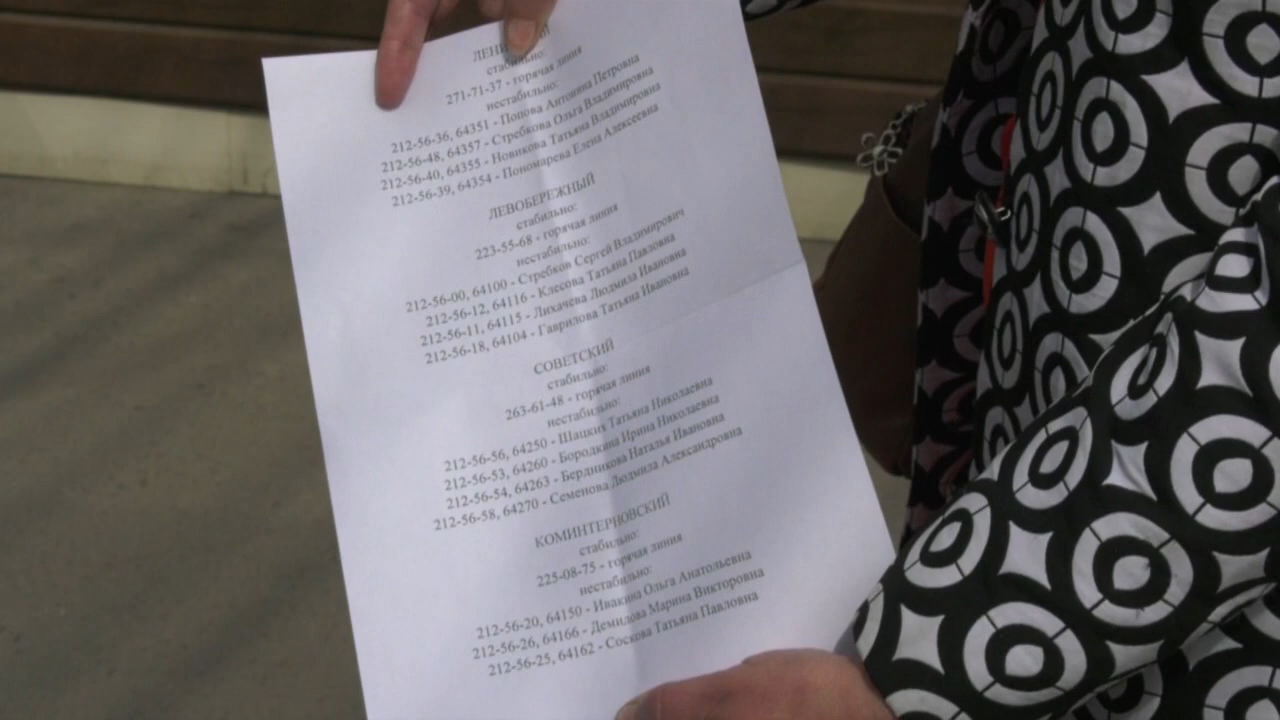 стабильно:
271-71-37 - горячая линия
нестабильно:
212-56-36, 64351 - Попова Антонина Петровна
212-56-48, 64357 - Стребкова Ольга Владимировна
212-56-40, 64355 - Новикова Татьяна Владимировна
212-56-39, 64354 - Пономарева Елена Алексеевна
ЛЕВОБЕРЕЖНЫЙ
стабильно:
223-55-68 - горячая линия
нестабильно:
212-56-00, 64100 - Стребков Сергей Владимирович
212-56-12, 64116 - Клесова Татьяна Павловна
212-56-11, 64115 - Лихачева Людмила Ивановна
212-56-18, 64104 - Гаврилова Татьяна Ивановна
СОВЕТСКИЙ
стабильно:
263-61-48 - горячая линия
нестабильно:
212-56-56, 64250 - Шацких Татьяна Николаевна
212-56-53, 64260 - Бородкина Ирина Николаевна
212-56-54, 64263 - Бердникова Наталья Ивановна
212-56-58, 64270 - Семенова Людмила Александровна
КОМИНТЕРНОВСКИЙ
стабильно:
225-08-75 - горячая линия
нестабильно:
212-56-20, 64150 - Ивакина Ольга Анатольевна
212-56-26, 64166 - Демидова Марина Викторовна
212-56-25, 64162 - Соскова Татьяна Павловна